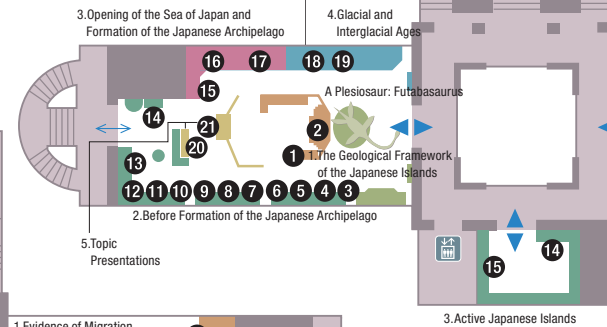 3.Opening of the Sea of Japan and
Formation of the Japanese Archipelago
4.Glacial and
Interglacial Ages
16
17
18
19
15
A Plesiosaur: Futabasaurus
14
21
2
20
1
1.The Geological Framework
of the Japanese Islands
13
12
11
10
9
8
7
6
5
4
3
2.Before Formation of the Japanese Archipelago
5.Topic
Presentations
14
15
3.Active Japanese Islands
1.Evidence of Migration